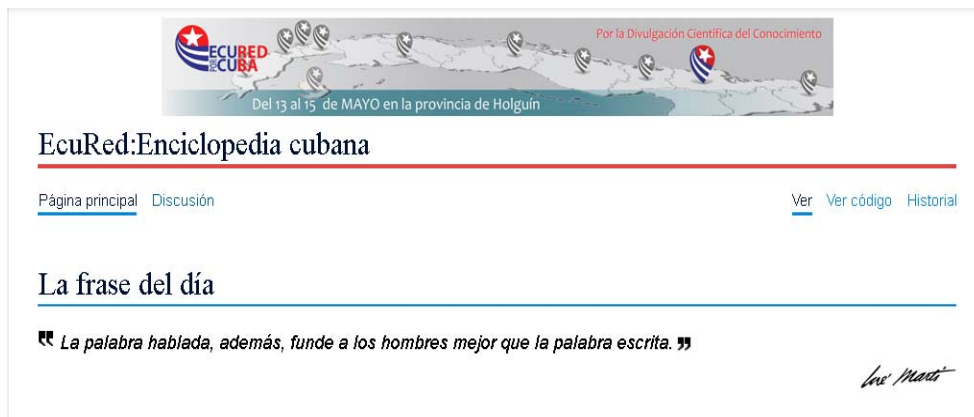 ECURED
POR
CUBA
Por la Divulgación Científica del Conocimiento
Del 13 al 15 de MAYO en la provincia de Holguín
EcuRed:Enciclopedia cubana
Página principal Discusión Ver Ver código Historial
La frase del día
" La palabra hablada, además, funde a los hombres mejor que la palabra escrita. "
José Martí